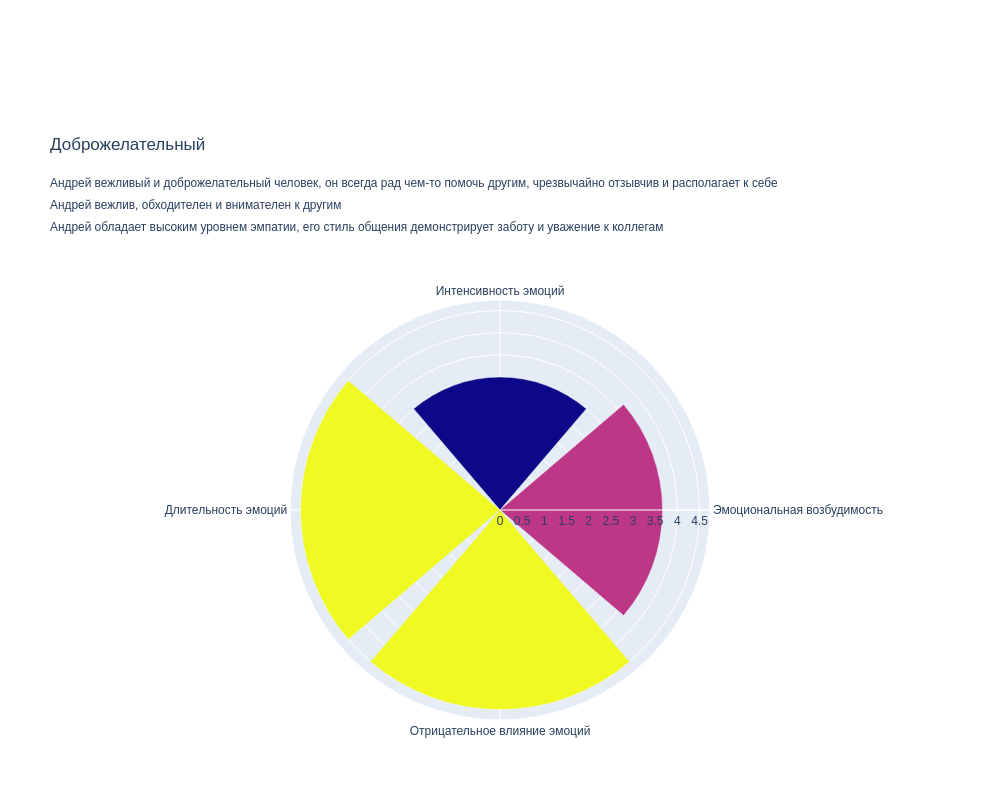 Доброжелательный
Андрей вежливый и доброжелательный человек, он всегда рад чем-то помочь другим, чрезвычайно отзывчив и располагает к себе
Андрей вежлив, обходителен и внимателен к другим
Андрей обладает высоким уровнем эмпатии, его стиль общения демонстрирует заботу и уважение к коллегам
Интенсивность эмоций
Длительность эмоций
Эмоциональная возбудимость
0 0.5 1 1.5 2 2.5 3 3.5 4 4.5
Отрицательное влияние эмоций